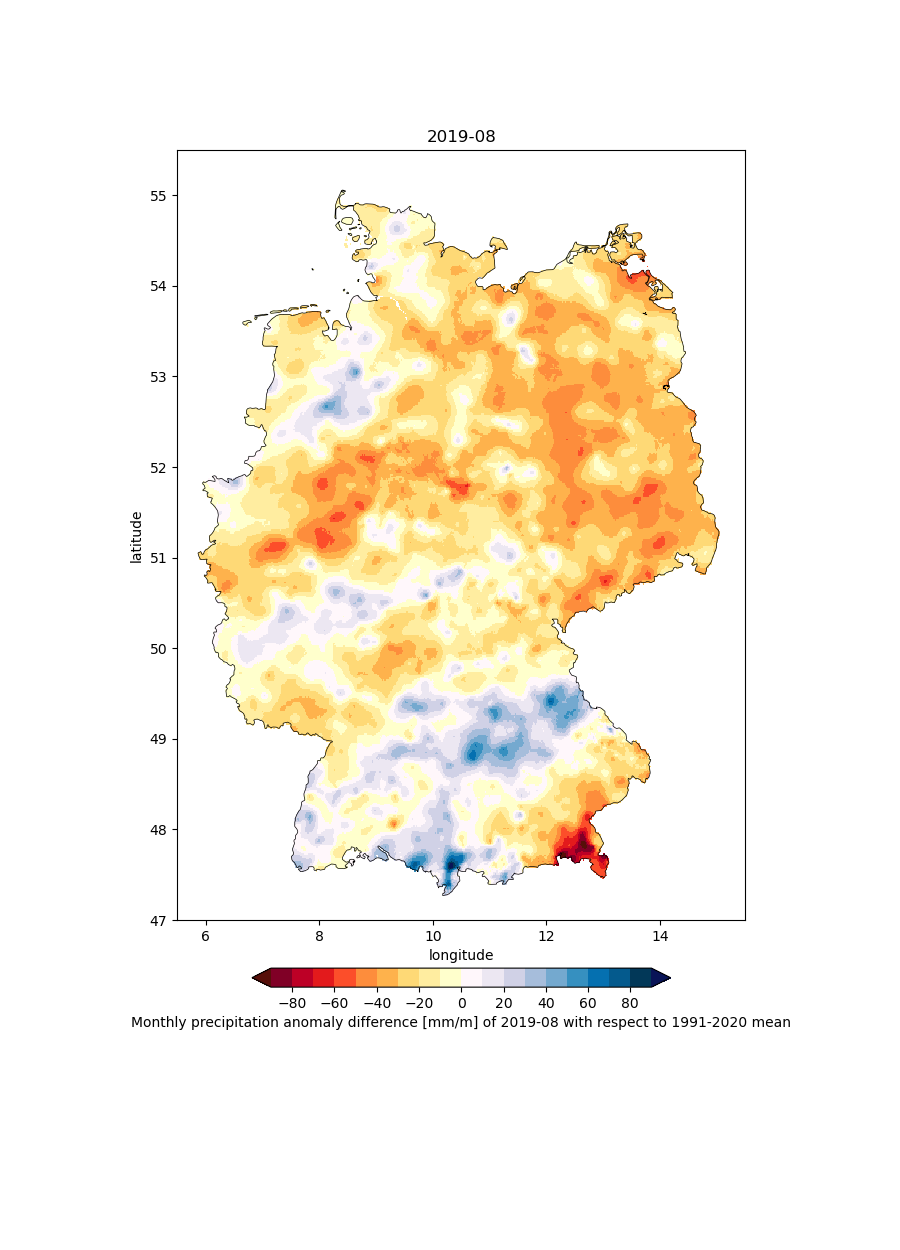 2019-08
55
54
53
52
51
50
49
48
47
latitude
6 8 10 12 14
longitude
−80 −60 −40 −20 0 20 40 60 80
Monthly precipitation anomaly difference [mm/m] of 2019-08 with respect to 1991-2020 mean